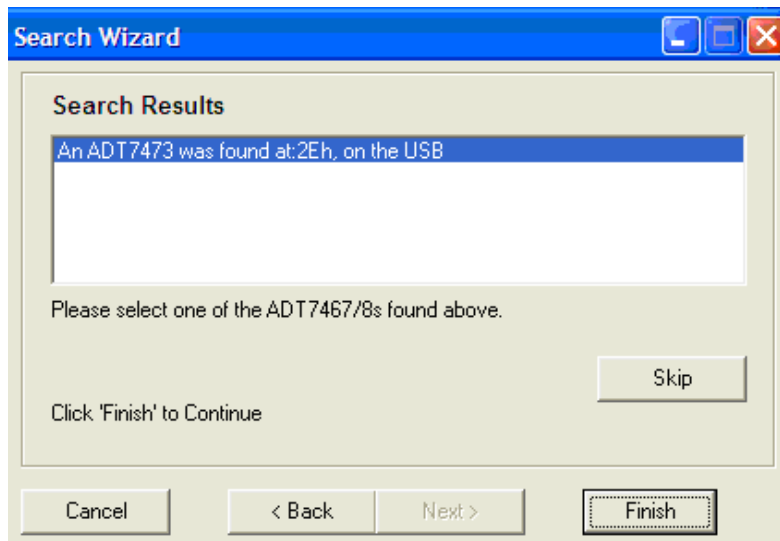 Search Wizard
Search Results
An ADT7473 was found at:2Eh, on the USB
Please select one of the ADT7467/8s found above.
Skip
Click 'Finish' to Continue
Cancel
< Back
Next >
Finish